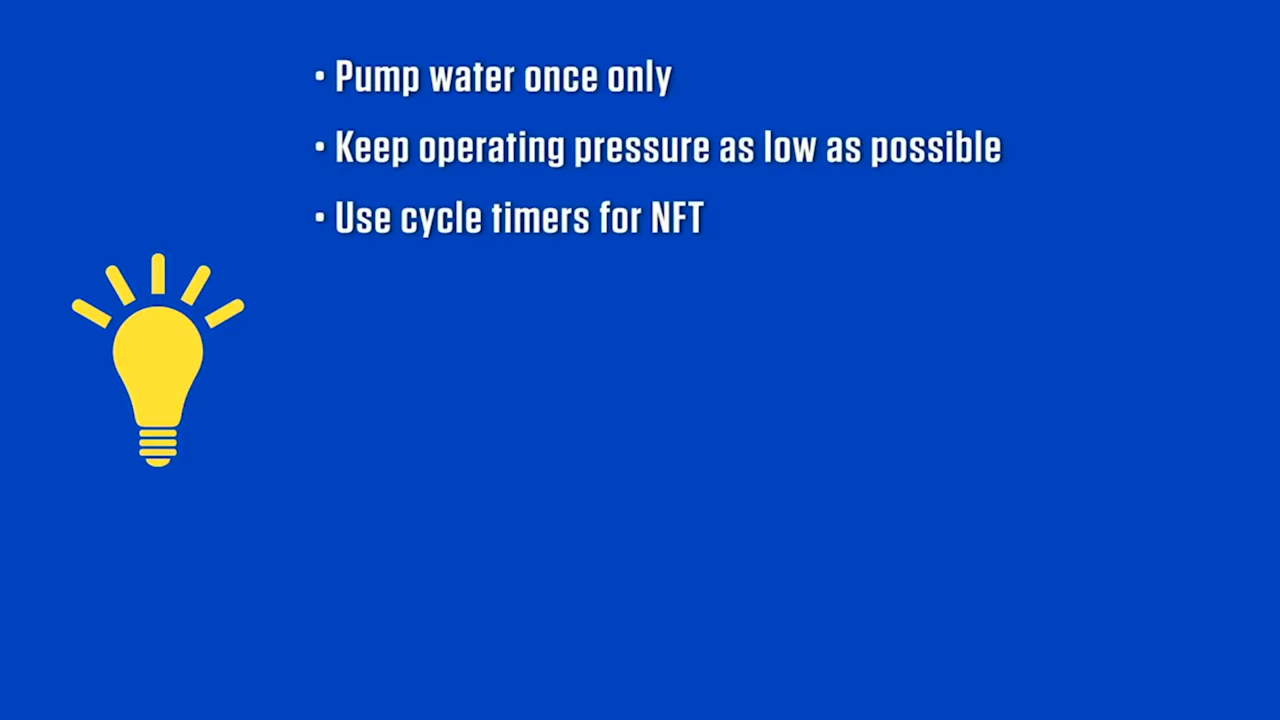 • Pump water once only
• Keep operating pressure as low as possible
• Use cycle timers for NFT